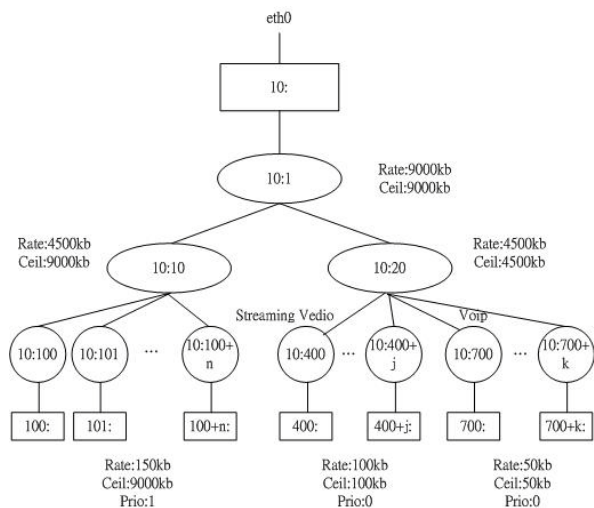 eth0
10:
10:1
Rate:9000kb
Ceil:9000kb
Rate:4500kb
Ceil:9000kb
10:10
10:20
Rate:4500kb
Ceil:4500kb
Streaming Vedio
Voip
10:100
10:101
...
10:100+
n
10:400
...
10:400+
j
10:700
...
10:700+
k
100:
101:
100+n:
400:
400+j:
700:
700+k:
Rate:150kb
Ceil:9000kb
Prio:1
Rate:100kb
Ceil:100kb
Prio:0
Rate:50kb
Ceil:50kb
Prio:0